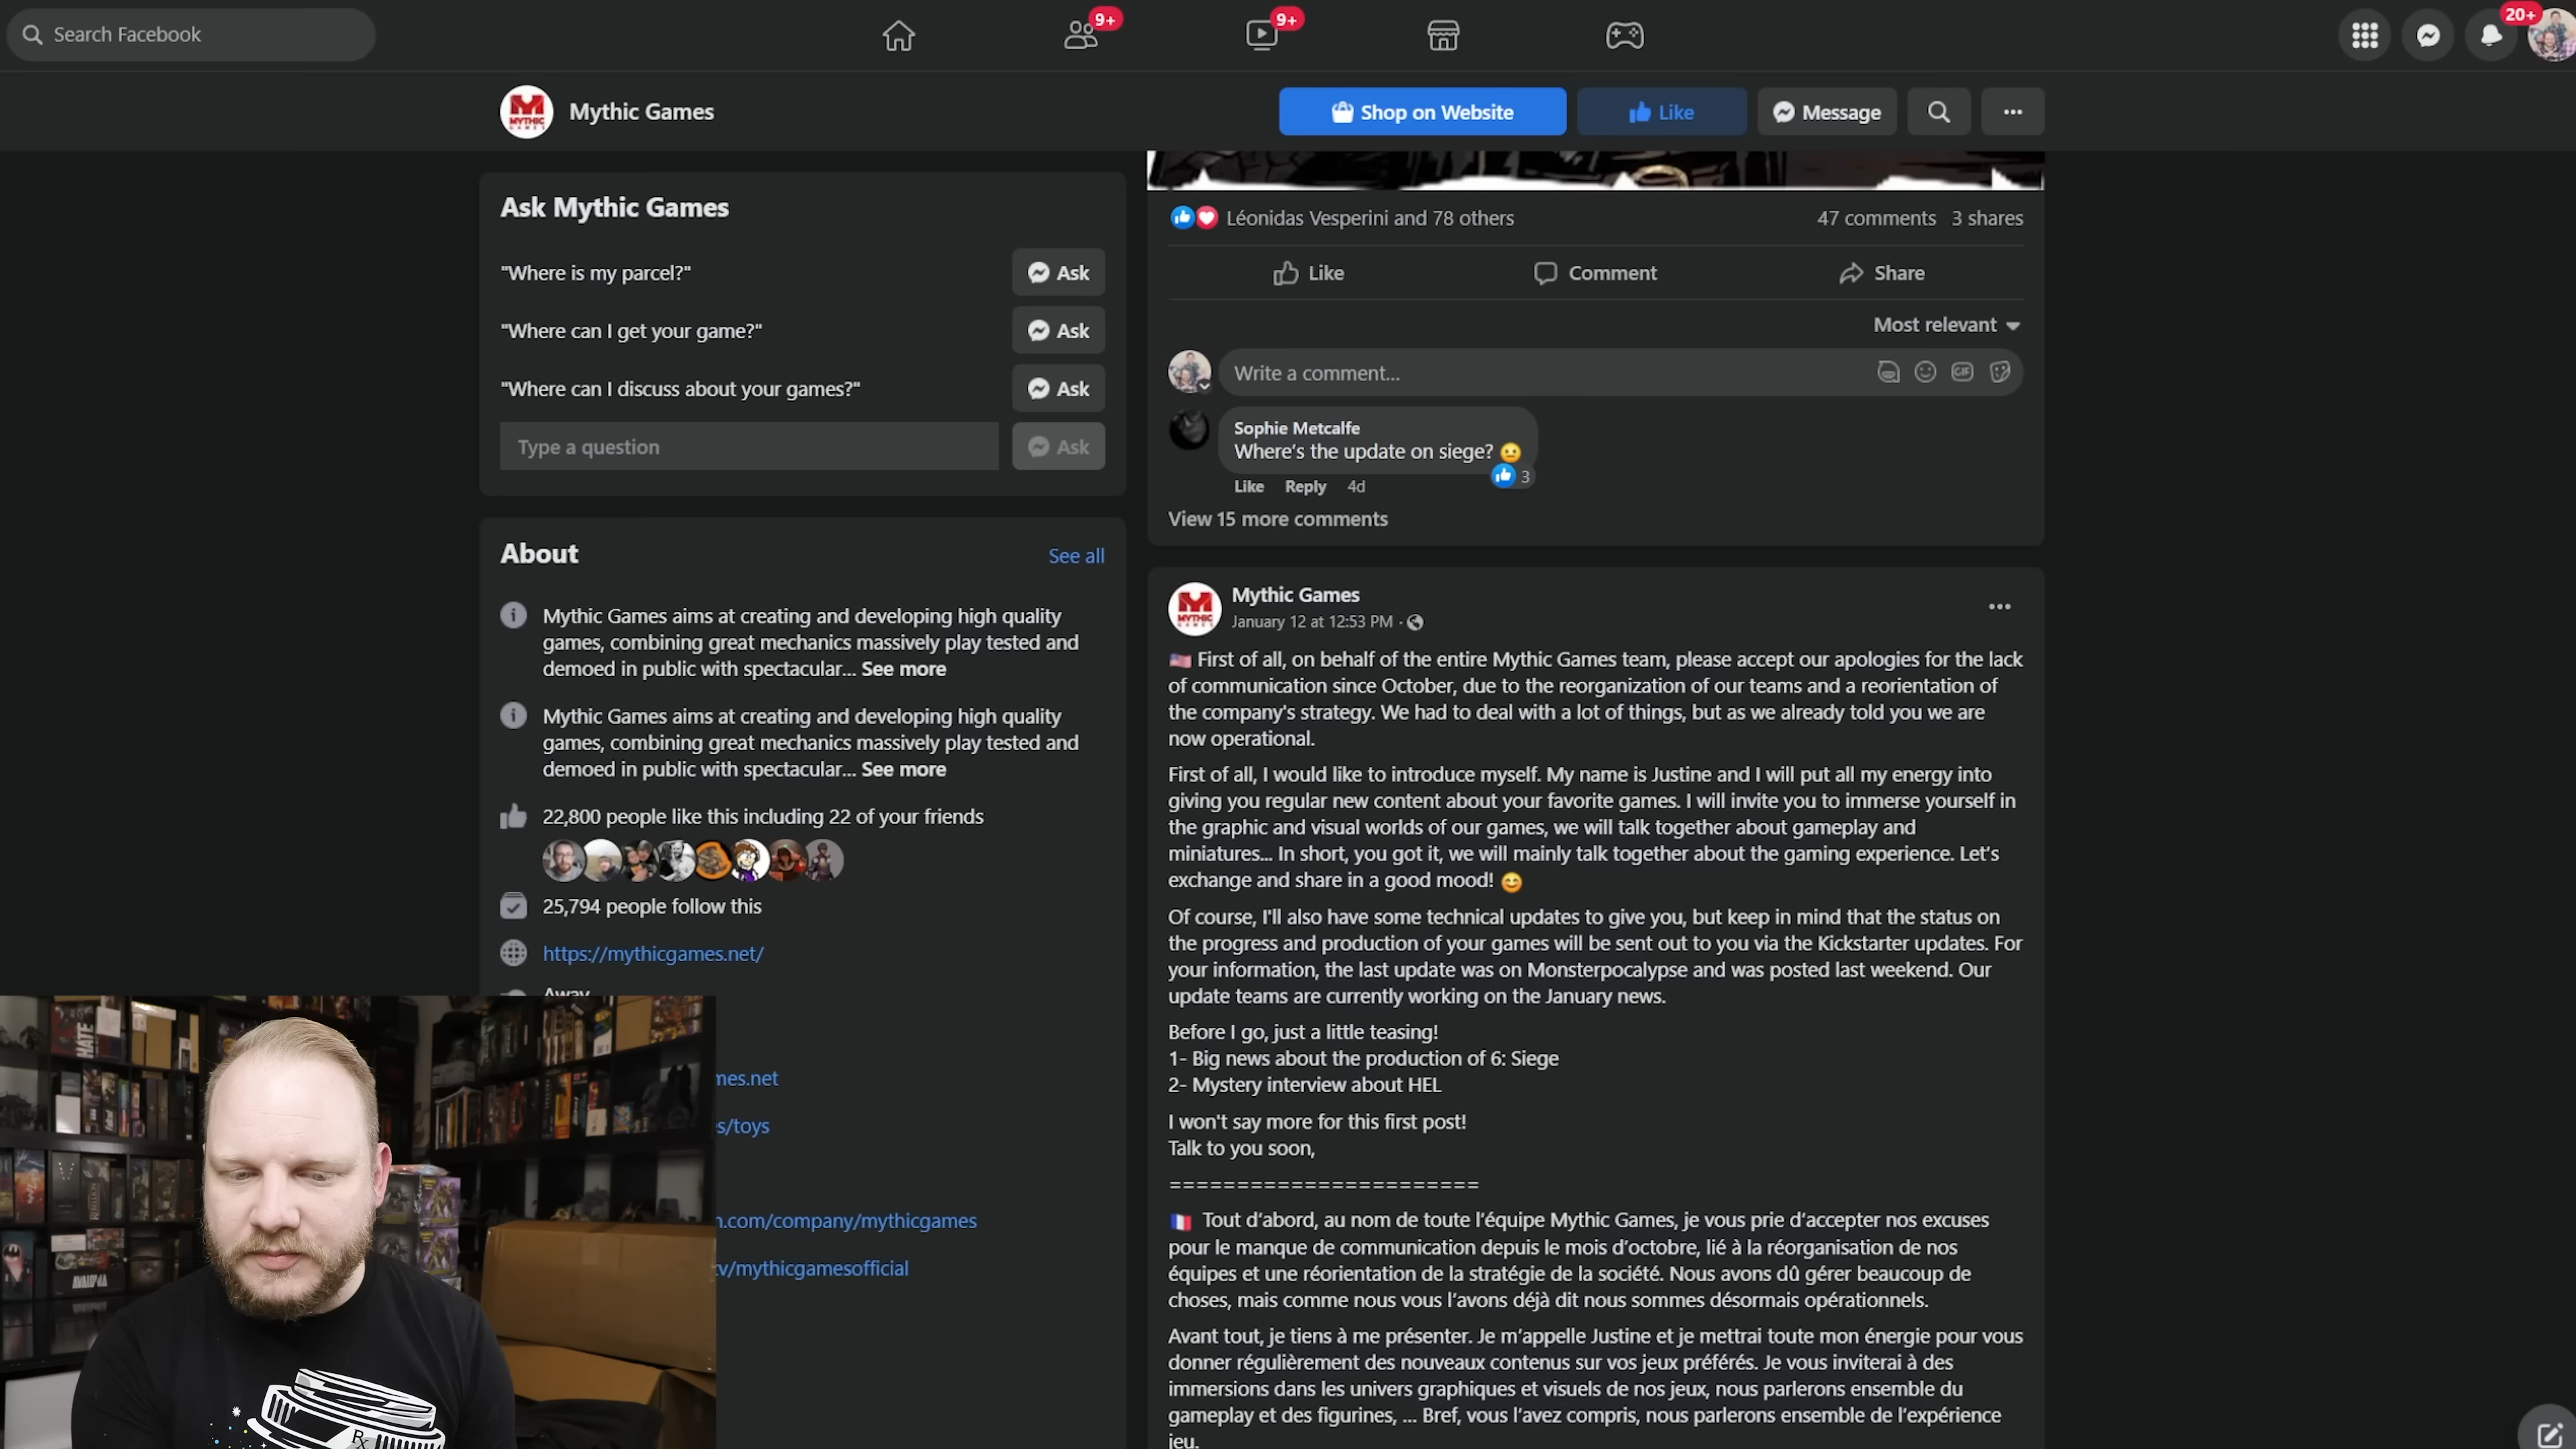 Search Facebook
9+
9+
20+
Mythic Games
Shop on Website
Like
Message
Ask Mythic Games
"Where is my parcel?"
Ask
"Where can I get your game?"
Ask
"Where can I discuss about your games?"
Ask
Type a question
Ask
About
See all
Mythic Games aims at creating and developing high quality
games, combining great mechanics massively play tested and
demoed in public with spectacular... See more
Mythic Games aims at creating and developing high quality
games, combining great mechanics massively play tested and
demoed in public with spectacular... See more
22,800 people like this including 22 of your friends
25,794 people follow this
https://mythicgames.net/
Away
mes.net
s/toys
n.com/company/mythicgames
tv/mythicgamesofficial
Léonidas Vesperini and 78 others
47 comments 3 shares
Like
Comment
Share
Most relevant
Write a comment...
GIF
Sophie Metcalfe
Where's the update on siege? 😐
3
Like Reply 4d
View 15 more comments
MYTHIC
Mythic Games
January 12 at 12:53 PM ·
🇺🇸 First of all, on behalf of the entire Mythic Games team, please accept our apologies for the lack
of communication since October, due to the reorganization of our teams and a reorientation of
the company's strategy. We had to deal with a lot of things, but as we already told you we are
now operational.
First of all, I would like to introduce myself. My name is Justine and I will put all my energy into
giving you regular new content about your favorite games. I will invite you to immerse yourself in
the graphic and visual worlds of our games, we will talk together about gameplay and
miniatures... In short, you got it, we will mainly talk together about the gaming experience. Let's
exchange and share in a good mood! 😊
Of course, I'll also have some technical updates to give you, but keep in mind that the status on
the progress and production of your games will be sent out to you via the Kickstarter updates. For
your information, the last update was on Monsterpocalypse and was posted last weekend. Our
update teams are currently working on the January news.
Before I go, just a little teasing!
1- Big news about the production of 6: Siege
2- Mystery interview about HEL
I won't say more for this first post!
Talk to you soon,
=======================
🇫🇷 Tout d'abord, au nom de toute l'équipe Mythic Games, je vous prie d'accepter nos excuses
pour le manque de communication depuis le mois d'octobre, lié à la réorganisation de nos
équipes et une réorientation de la stratégie de la société. Nous avons dû gérer beaucoup de
choses, mais comme nous vous l'avons déjà dit nous sommes désormais opérationnels.
Avant tout, je tiens à me présenter. Je m'appelle Justine et je mettrai toute mon énergie pour vous
donner régulièrement des nouveaux contenus sur vos jeux préférés. Je vous inviterai à des
immersions dans les univers graphiques et visuels de nos jeux, nous parlerons ensemble du
gameplay et des figurines, ... Bref, vous l'avez compris, nous parlerons ensemble de l'expérience
jeu.
HATE
AVALONIA
Rx